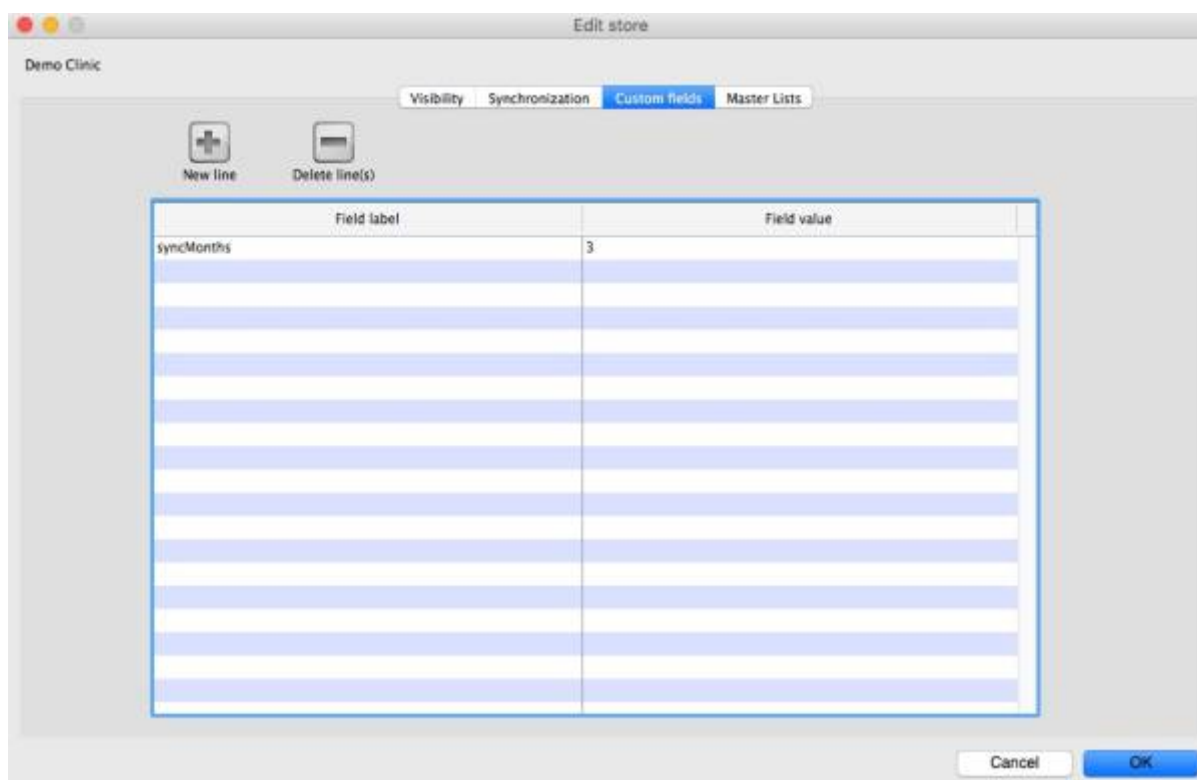 Edit store
Demo Clinic
Visibility Synchronization Custom fields Master Lists
New line Delete line(s)
Field label Field value
syncMonths 3
Cancel OK